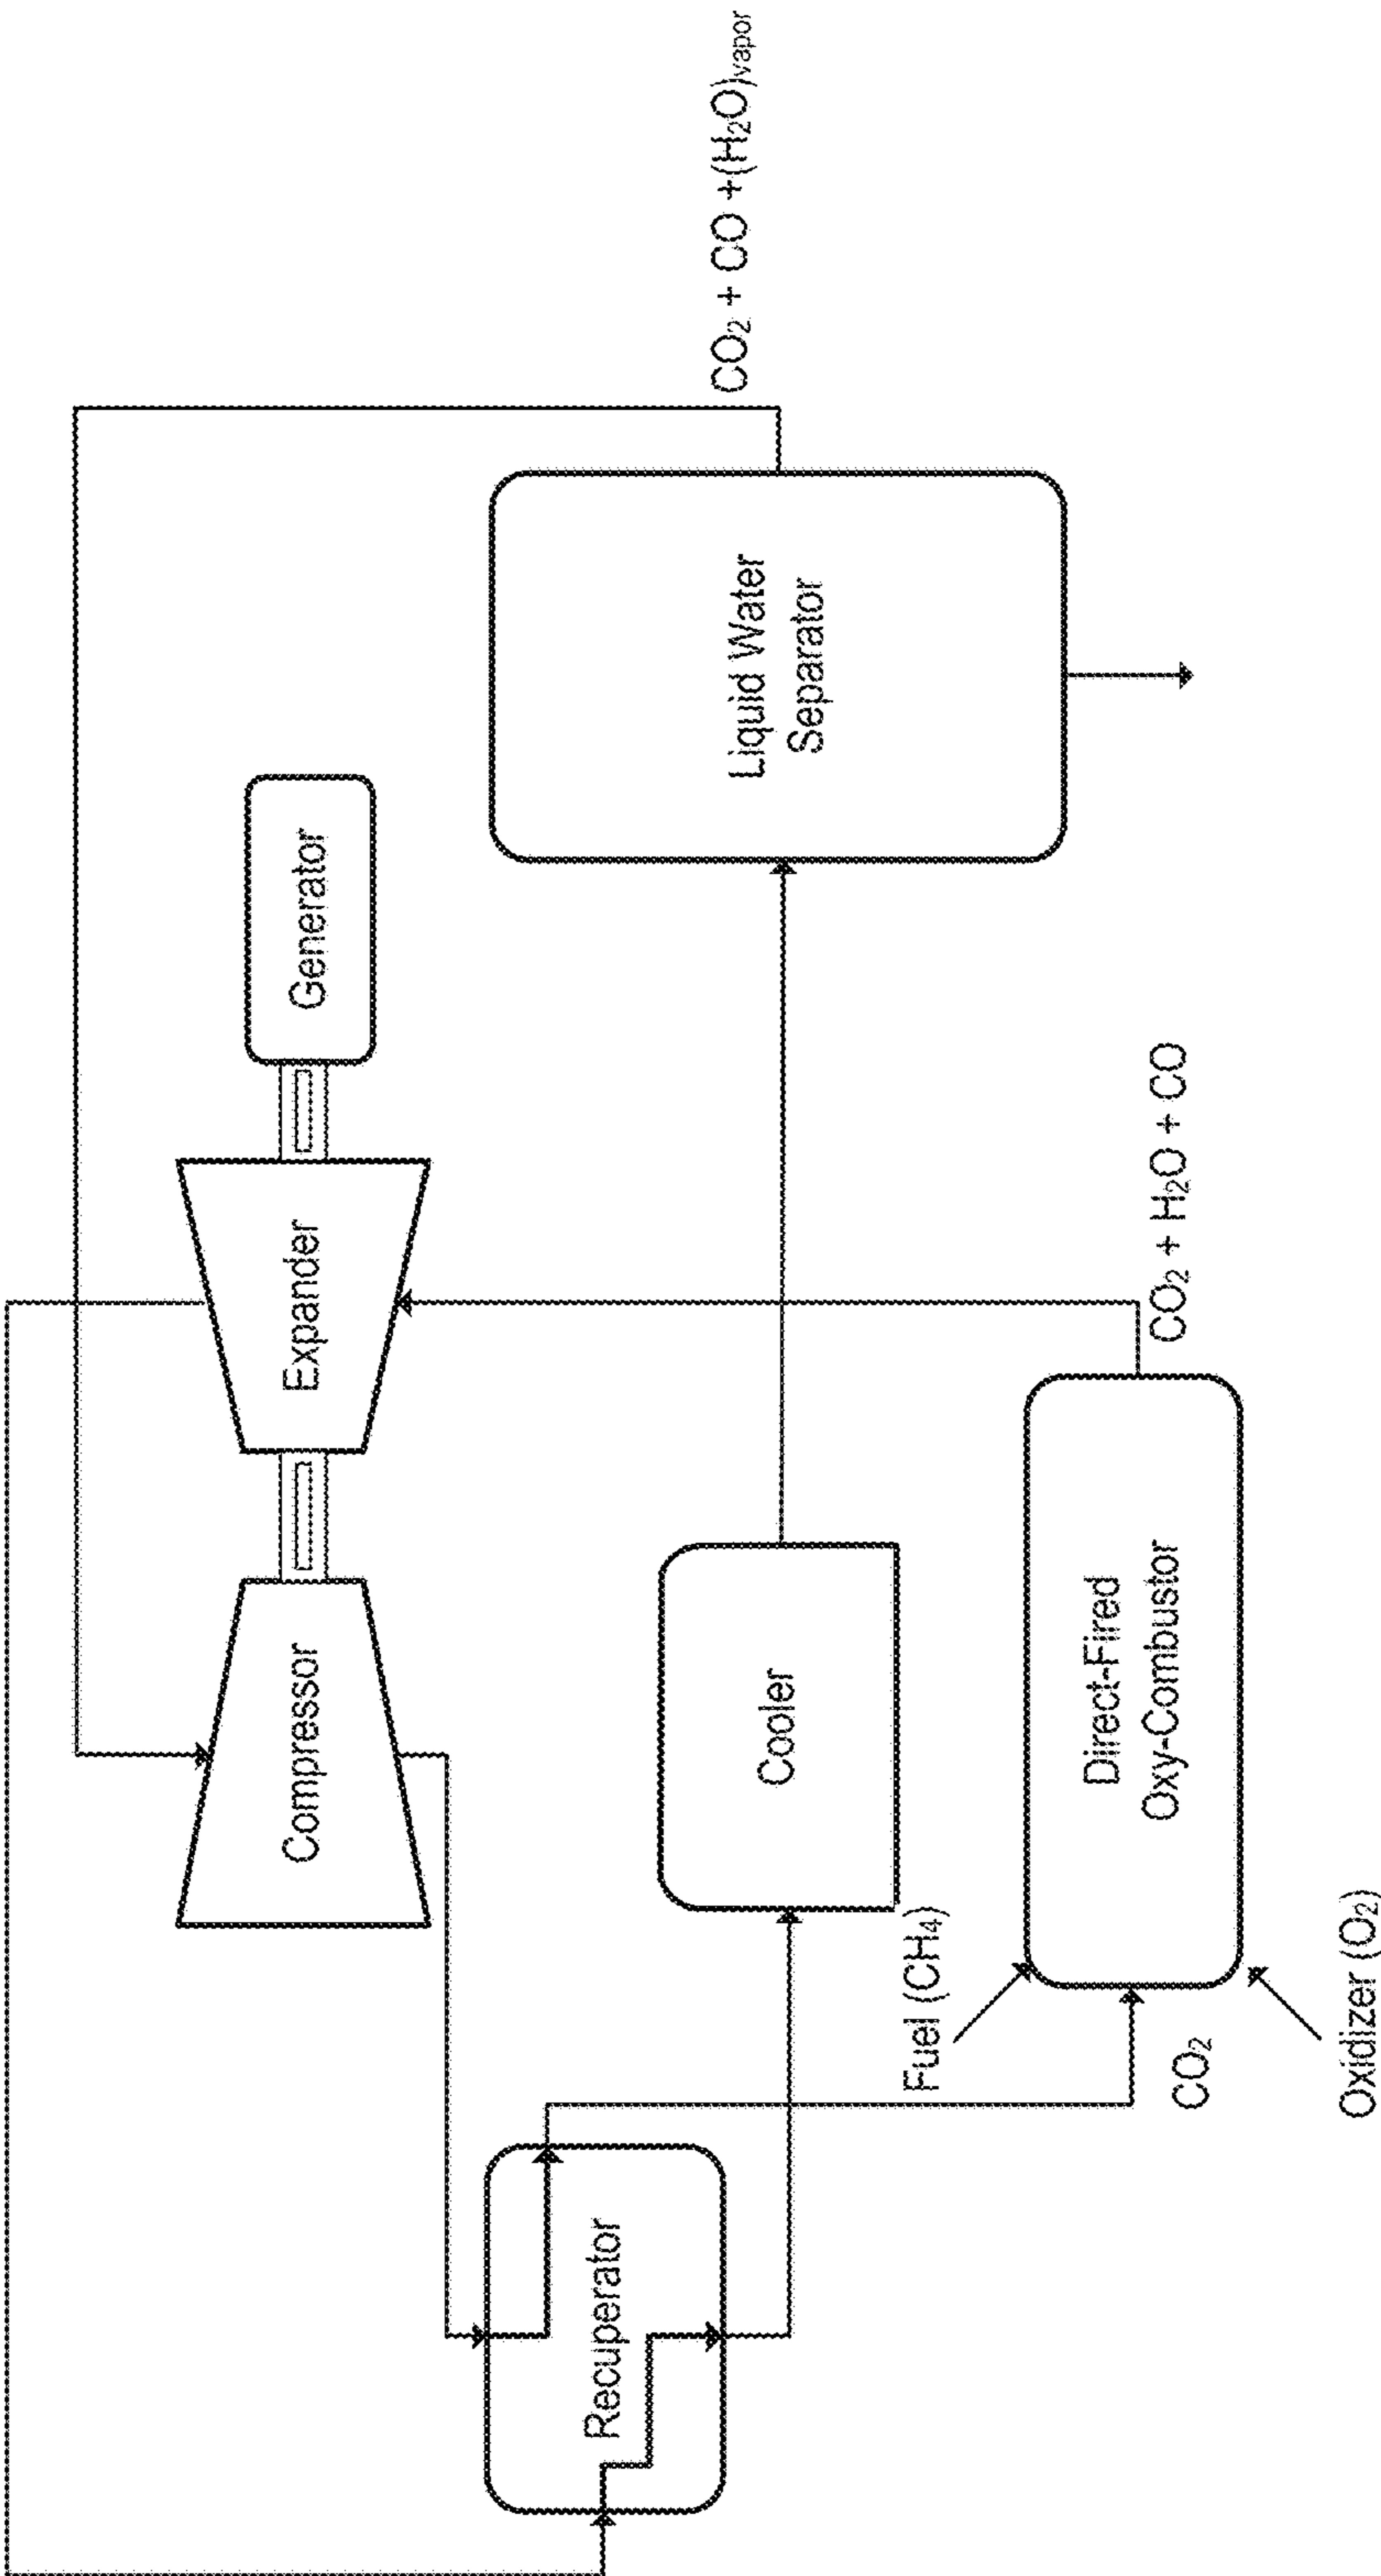 Compressor
Expander
Generator
Recuperator
Cooler
Liquid Water
Separator
CO₂ + CO +(H₂O)vapor
Fuel (CH₄)
CO₂
Oxidizer (O₂)
Direct-Fired
Oxy-Combustor
CO₂ + H₂O + CO